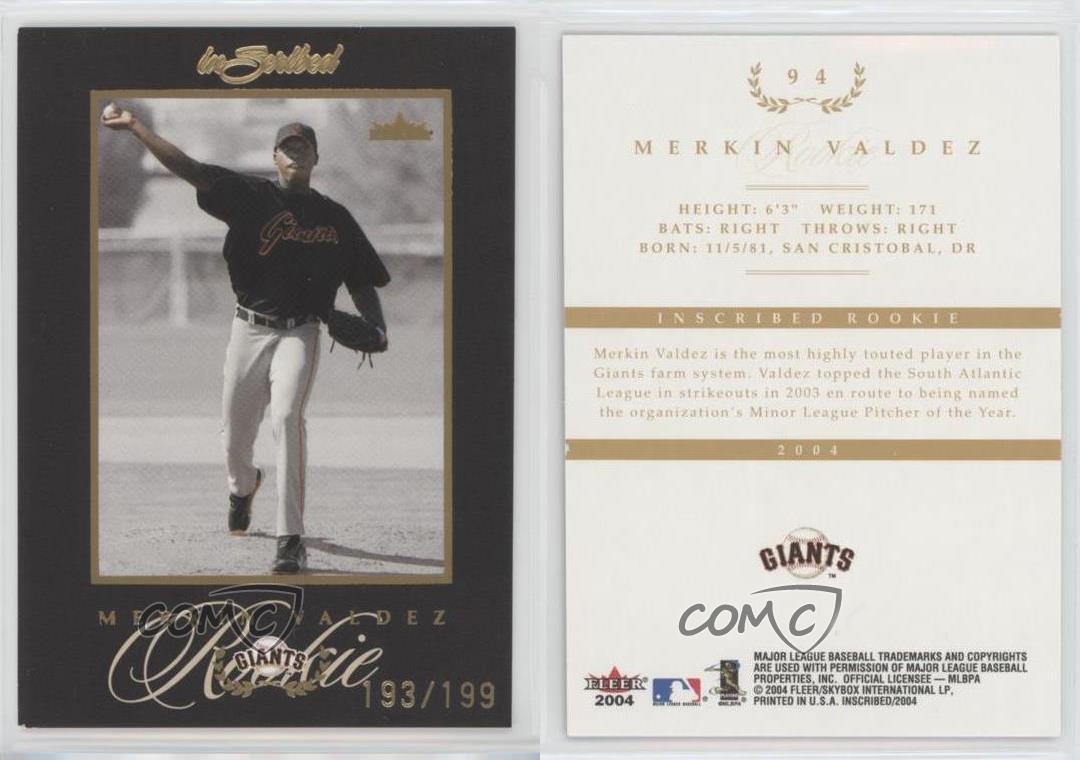 inScribed
Giants
MERKIN VALDEZ
Rookie
GIANTS
193/199
COMC
94
Rookie
MERKIN VALDEZ
HEIGHT: 6'3" WEIGHT: 171
BATS: RIGHT THROWS: RIGHT
BORN: 11/5/81, SAN CRISTOBAL, DR
INSCRIBED ROOKIE
Merkin Valdez is the most highly touted player in the
Giants farm system. Valdez topped the South Atlantic
League in strikeouts in 2003 en route to being named
the organization's Minor League Pitcher of the Year.
2004
GIANTS
TM
COMC
FLEER
2004
MAJOR LEAGUE BASEBALL TRADEMARKS AND COPYRIGHTS
ARE USED WITH PERMISSION OF MAJOR LEAGUE BASEBALL
PROPERTIES, INC. OFFICIAL LICENSEE — MLBPA
© 2004 FLEER/SKYBOX INTERNATIONAL LP,
PRINTED IN U.S.A. INSCRIBED/2004